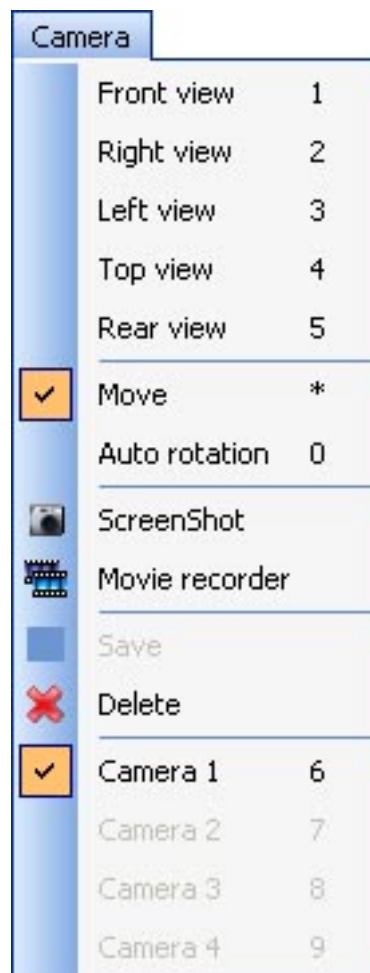 Camera
Front view 1
Right view 2
Left view 3
Top view 4
Rear view 5
Move *
Auto rotation 0
ScreenShot
Movie recorder
Save
Delete
Camera 1 6
Camera 2 7
Camera 3 8
Camera 4 9